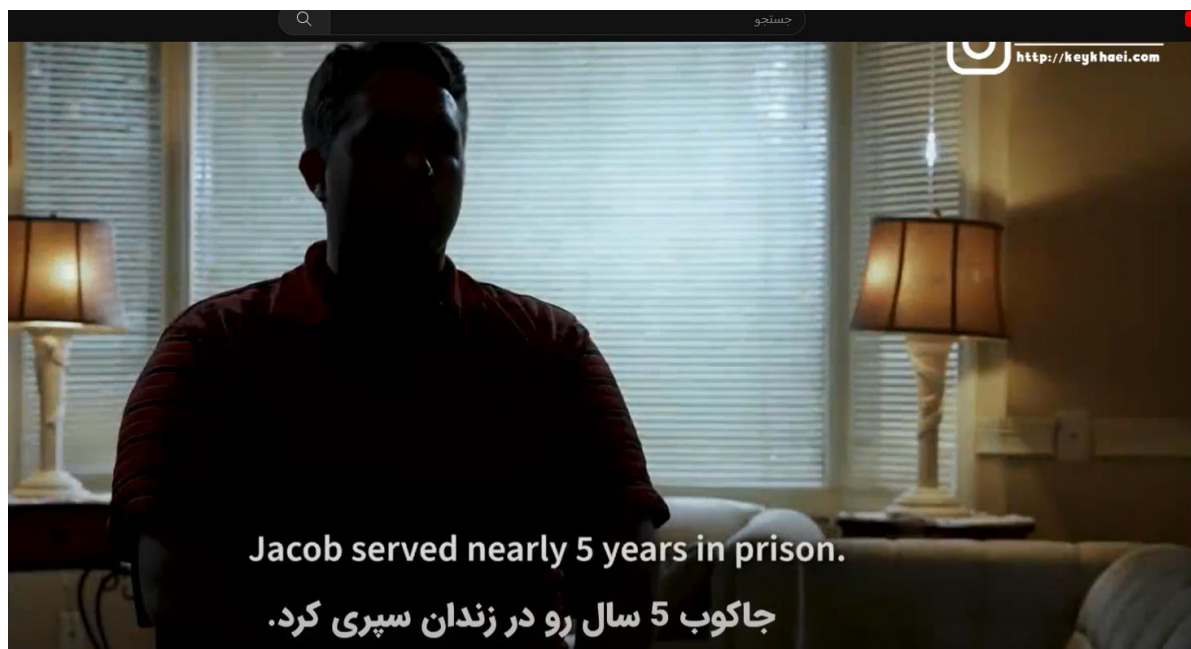 جستجو
http://keykhaei.com
Jacob served nearly 5 years in prison.
جاکوب 5 سال رو در زندان سپری کرد.